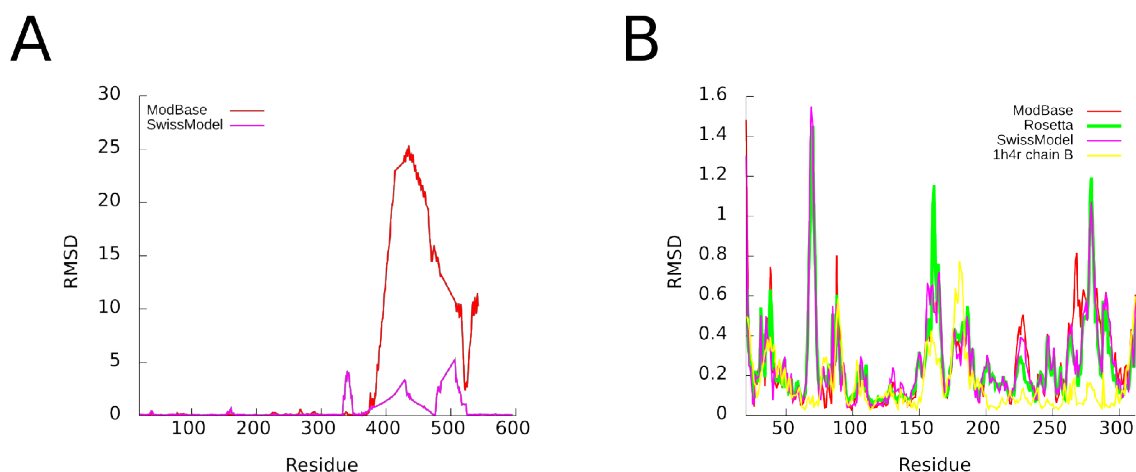 A
B
30
25
20
15
10
5
0
RMSD
ModBase
SwissModel
100 200 300 400 500 600
Residue
1.6
1.4
1.2
1
0.8
0.6
0.4
0.2
0
RMSD
ModBase
Rosetta
SwissModel
1h4r chain B
50 100 150 200 250 300
Residue